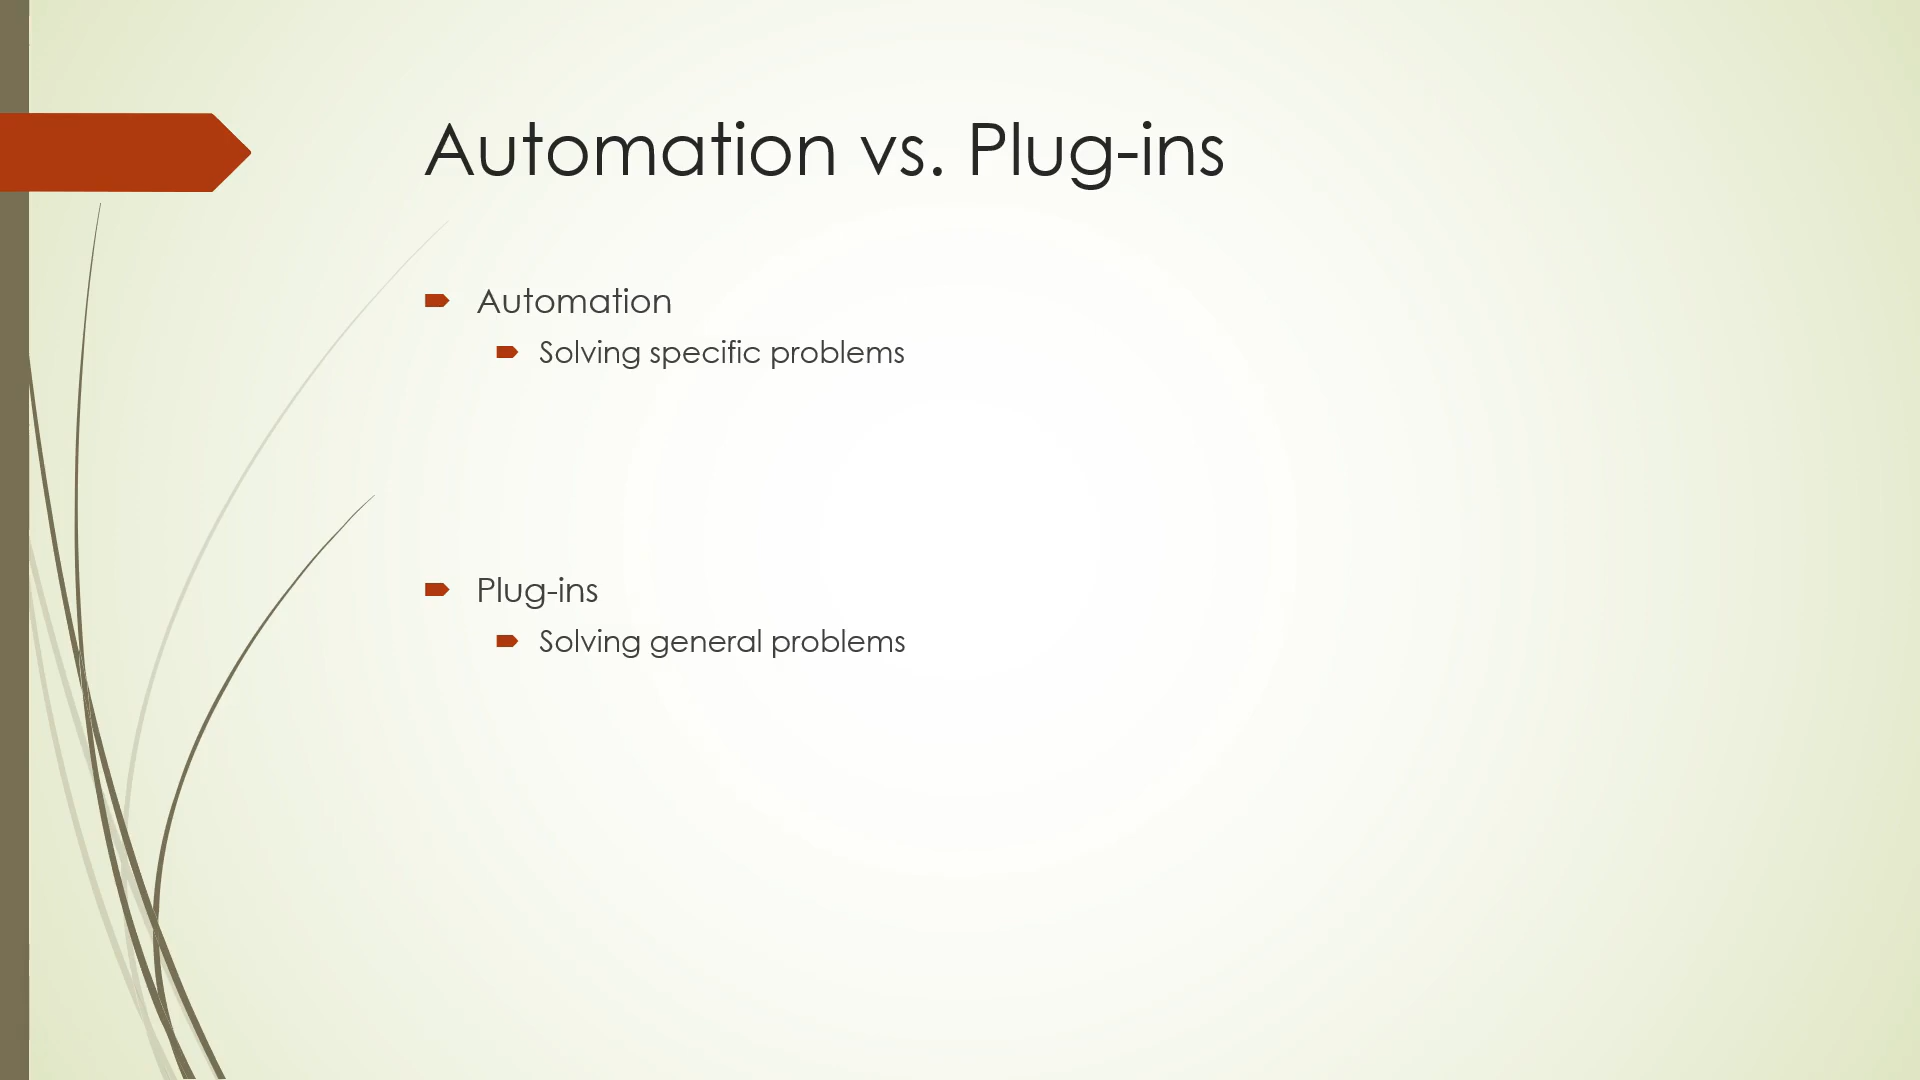 Automation vs. Plug-ins
Automation
Solving specific problems
Plug-ins
Solving general problems